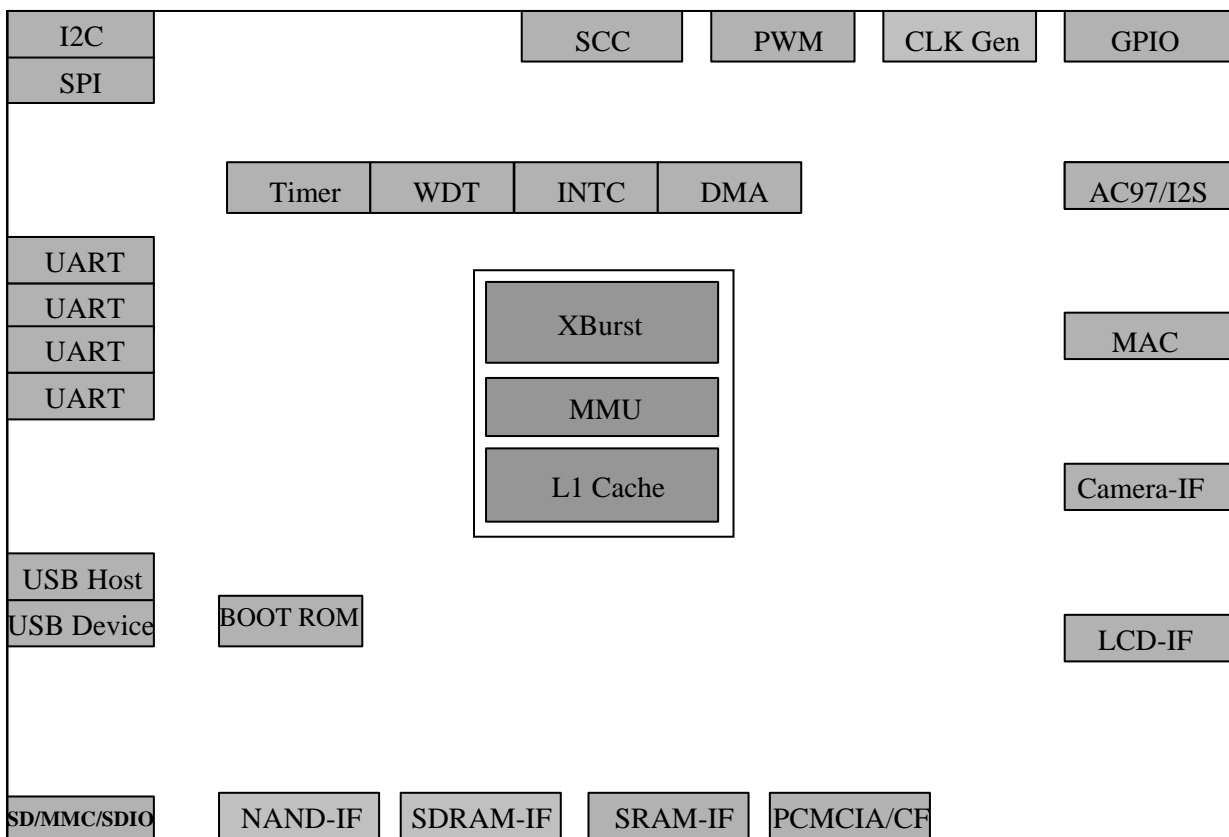 I2C
SCC
PWM
CLK Gen
GPIO
SPI
Timer
WDT
INTC
DMA
AC97/I2S
UART
UART
UART
UART
XBurst
MMU
L1 Cache
MAC
Camera-IF
USB Host
USB Device
BOOT ROM
LCD-IF
SD/MMC/SDIO
NAND-IF
SDRAM-IF
SRAM-IF
PCMCIA/CF